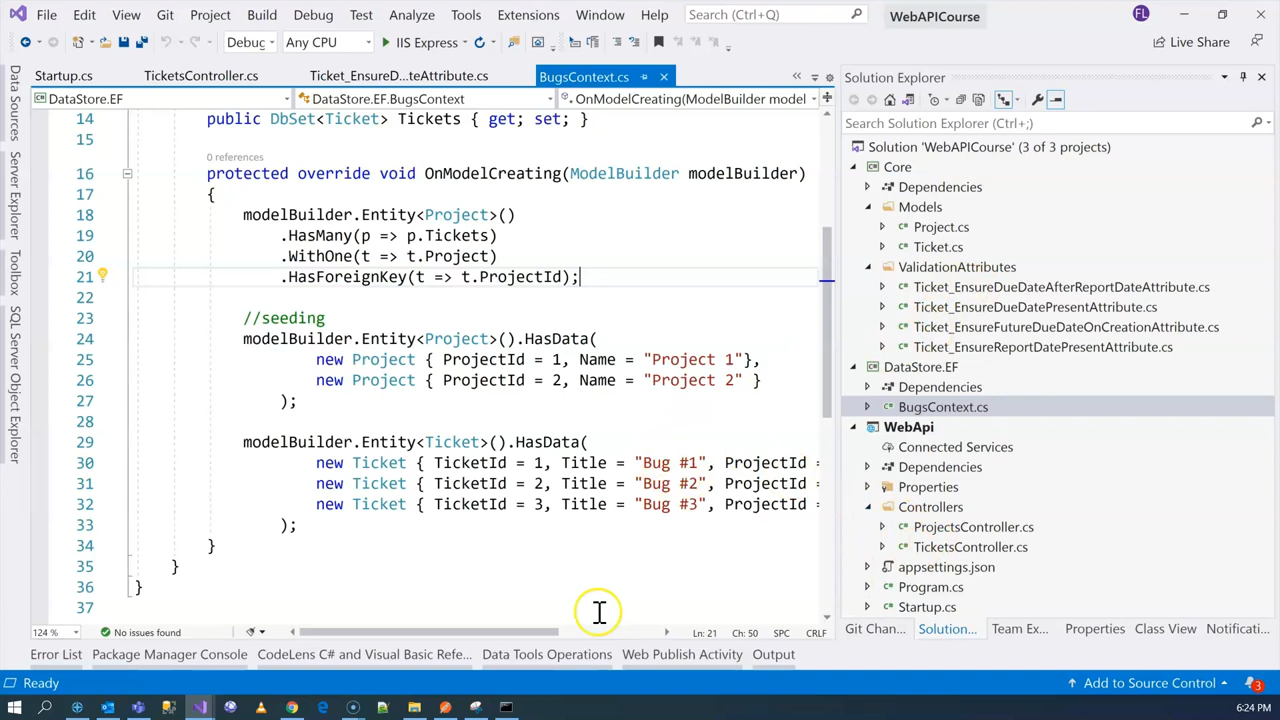 File Edit View Git Project Build Debug Test Analyze Tools Extensions Window Help Search (Ctrl+Q) WebAPICourse FL
Debug Any CPU IIS Express Live Share
Startup.cs TicketsController.cs Ticket_EnsureD...teAttribute.cs BugsContext.cs Solution Explorer
DataStore.EF DataStore.EF.BugsContext OnModelCreating(ModelBuilder model
Data Sources
Server Explorer
Toolbox
SQL Server Object Explorer
14 public DbSet<Ticket> Tickets { get; set; }
15
0 references
16 protected override void OnModelCreating(ModelBuilder modelBuilder)
17 {
18 modelBuilder.Entity<Project>()
19 .HasMany(p => p.Tickets)
20 .WithOne(t => t.Project)
21 .HasForeignKey(t => t.ProjectId);
22
23 //seeding
24 modelBuilder.Entity<Project>().HasData(
25 new Project { ProjectId = 1, Name = "Project 1"},
26 new Project { ProjectId = 2, Name = "Project 2" }
27 );
28
29 modelBuilder.Entity<Ticket>().HasData(
30 new Ticket { TicketId = 1, Title = "Bug #1", ProjectId =
31 new Ticket { TicketId = 2, Title = "Bug #2", ProjectId =
32 new Ticket { TicketId = 3, Title = "Bug #3", ProjectId =
33 );
34 }
35 }
36 }
37
124 % No issues found Ln: 21 Ch: 50 SPC CRLF
Search Solution Explorer (Ctrl+;)
Solution 'WebAPICourse' (3 of 3 projects)
Core
Dependencies
Models
Project.cs
Ticket.cs
ValidationAttributes
Ticket_EnsureDueDateAfterReportDateAttribute.cs
Ticket_EnsureDueDatePresentAttribute.cs
Ticket_EnsureFutureDueDateOnCreationAttribute.cs
Ticket_EnsureReportDatePresentAttribute.cs
DataStore.EF
Dependencies
BugsContext.cs
WebApi
Connected Services
Dependencies
Properties
Controllers
ProjectsController.cs
TicketsController.cs
appsettings.json
Program.cs
Startup.cs
Git Chan... Solution... Team Ex... Properties Class View Notificati...
Error List Package Manager Console CodeLens C# and Visual Basic Refe... Data Tools Operations Web Publish Activity Output
Ready Add to Source Control 3
6:24 PM